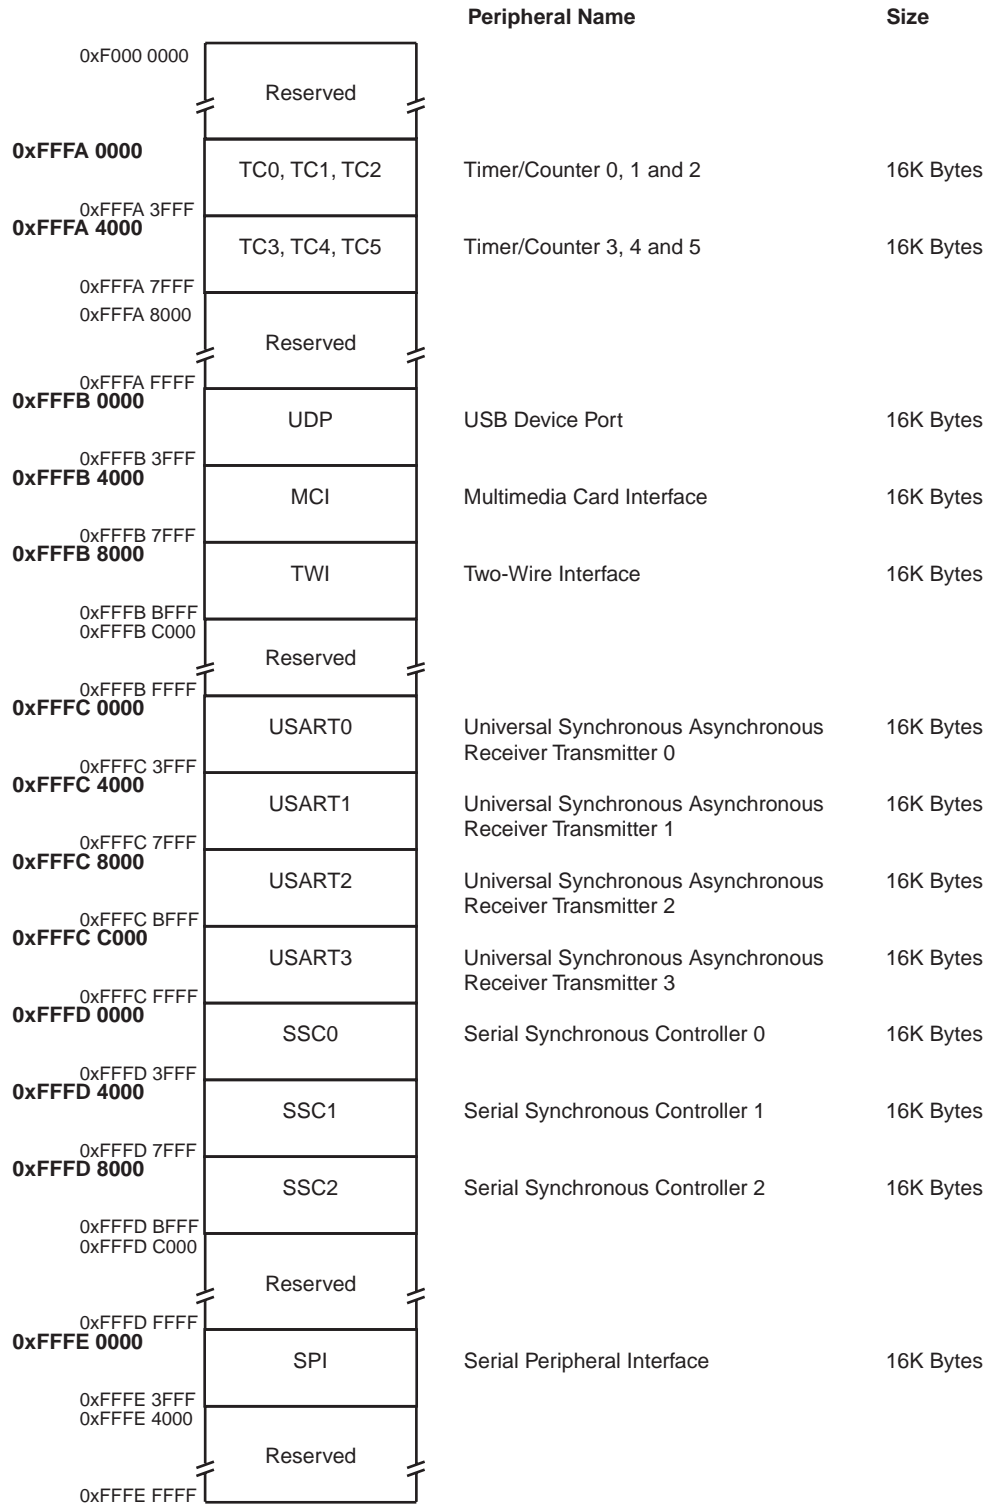 Peripheral Name Size
0xF000 0000
Reserved
0xFFFA 0000
TC0, TC1, TC2 Timer/Counter 0, 1 and 2 16K Bytes
0xFFFA 3FFF
0xFFFA 4000
TC3, TC4, TC5 Timer/Counter 3, 4 and 5 16K Bytes
0xFFFA 7FFF
0xFFFA 8000
Reserved
0xFFFA FFFF
0xFFFB 0000
UDP USB Device Port 16K Bytes
0xFFFB 3FFF
0xFFFB 4000
MCI Multimedia Card Interface 16K Bytes
0xFFFB 7FFF
0xFFFB 8000
TWI Two-Wire Interface 16K Bytes
0xFFFB BFFF
0xFFFB C000
Reserved
0xFFFB FFFF
0xFFFC 0000
USART0 Universal Synchronous Asynchronous 16K Bytes
Receiver Transmitter 0
0xFFFC 3FFF
0xFFFC 4000
USART1 Universal Synchronous Asynchronous 16K Bytes
Receiver Transmitter 1
0xFFFC 7FFF
0xFFFC 8000
USART2 Universal Synchronous Asynchronous 16K Bytes
Receiver Transmitter 2
0xFFFC BFFF
0xFFFC C000
USART3 Universal Synchronous Asynchronous 16K Bytes
Receiver Transmitter 3
0xFFFC FFFF
0xFFFD 0000
SSC0 Serial Synchronous Controller 0 16K Bytes
0xFFFD 3FFF
0xFFFD 4000
SSC1 Serial Synchronous Controller 1 16K Bytes
0xFFFD 7FFF
0xFFFD 8000
SSC2 Serial Synchronous Controller 2 16K Bytes
0xFFFD BFFF
0xFFFD C000
Reserved
0xFFFD FFFF
0xFFFE 0000
SPI Serial Peripheral Interface 16K Bytes
0xFFFE 3FFF
0xFFFE 4000
Reserved
0xFFFE FFFF